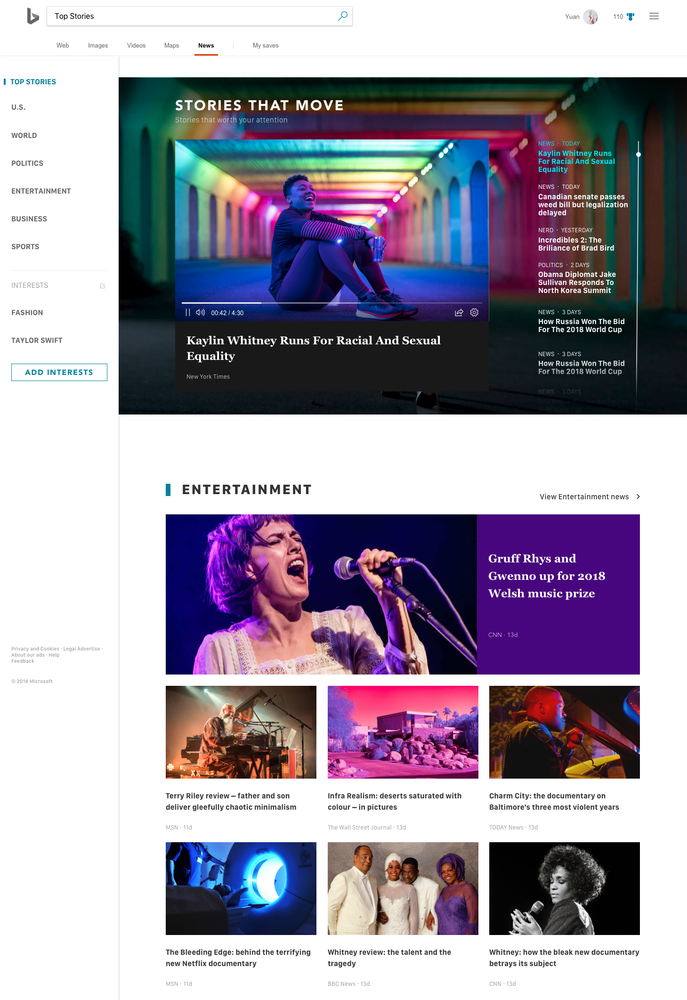 Top Stories
Yuan
110
Web Images Videos Maps News My saves
TOP STORIES
U.S.
WORLD
POLITICS
ENTERTAINMENT
BUSINESS
SPORTS
INTERESTS
FASHION
TAYLOR SWIFT
ADD INTERESTS
Privacy and Cookies · Legal Advertise ·
About our ads · Help
Feedback
© 2018 Microsoft
STORIES THAT MOVE
Stories that worth your attention
00:42 / 4:30
Kaylin Whitney Runs For Racial And Sexual
Equality
New York Times
NEWS · TODAY
Kaylin Whitney Runs
For Racial And Sexual
Equality
NEWS · TODAY
Canadian senate passes
weed bill but legalization
delayed
NERD · YESTERDAY
Incredibles 2: The
Briliance of Brad Bird
POLITICS · 2 DAYS
Obama Diplomat Jake
Sullivan Responds To
North Korea Summit
NEWS · 3 DAYS
How Russia Won The Bid
For The 2018 World Cup
NEWS · 3 DAYS
How Russia Won The Bid
For The 2018 World Cup
NEWS · 3 DAYS
How Russia Won The Bid For The
2018 World Cup
ENTERTAINMENT
View Entertainment news
Gruff Rhys and
Gwenno up for 2018
Welsh music prize
CNN · 13d
Terry Riley review – father and son
deliver gleefully chaotic minimalism
MSN · 11d
Infra Realism: deserts saturated with
colour – in pictures
The Wall Street Journal · 13d
Charm City: the documentary on
Baltimore's three most violent years
TODAY News · 13d
The Bleeding Edge: behind the terrifying
new Netflix documentary
MSN · 11d
Whitney review: the talent and the
tragedy
BBC News · 13d
Whitney: how the bleak new documentary
betrays its subject
CNN · 13d